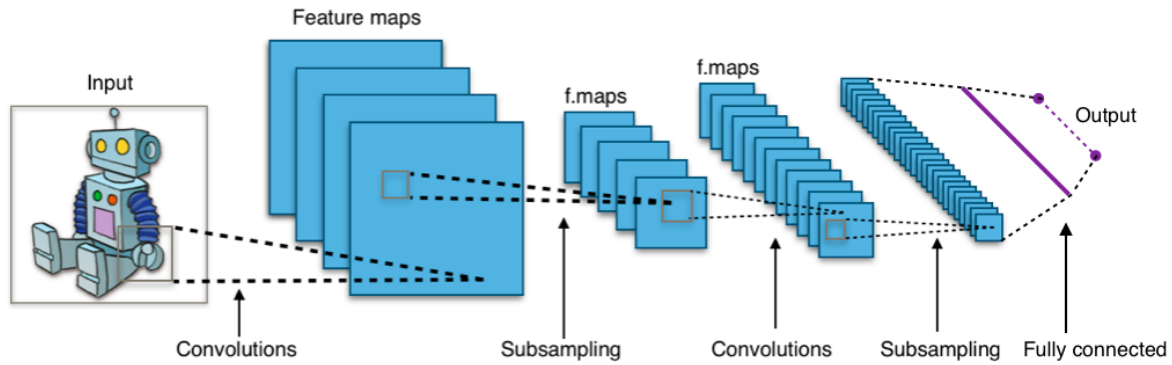 Feature maps
Input
f.maps
f.maps
Output
Convolutions
Subsampling
Convolutions
Subsampling
Fully connected